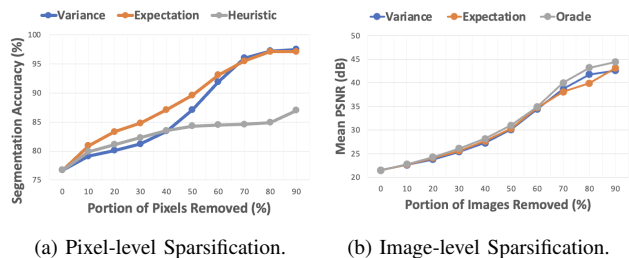 Variance Expectation Heuristic
Segmentation Accuracy (%)
100
95
90
85
80
75
0 10 20 30 40 50 60 70 80 90
Portion of Pixels Removed (%)
(a) Pixel-level Sparsification.
Variance Expectation Oracle
Mean PSNR (dB)
50
45
40
35
30
25
20
0 10 20 30 40 50 60 70 80 90
Portion of Images Removed (%)
(b) Image-level Sparsification.